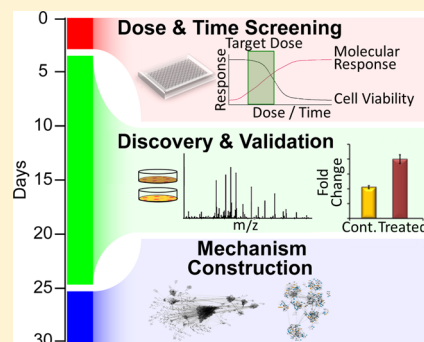 0
Dose & Time Screening
Target Dose
Molecular
Response
Response
Cell Viability
Dose / Time
5
10
Discovery & Validation
Days
15
Fold
Change
m/z
Cont. Treated
20
Mechanism
Construction
25
30